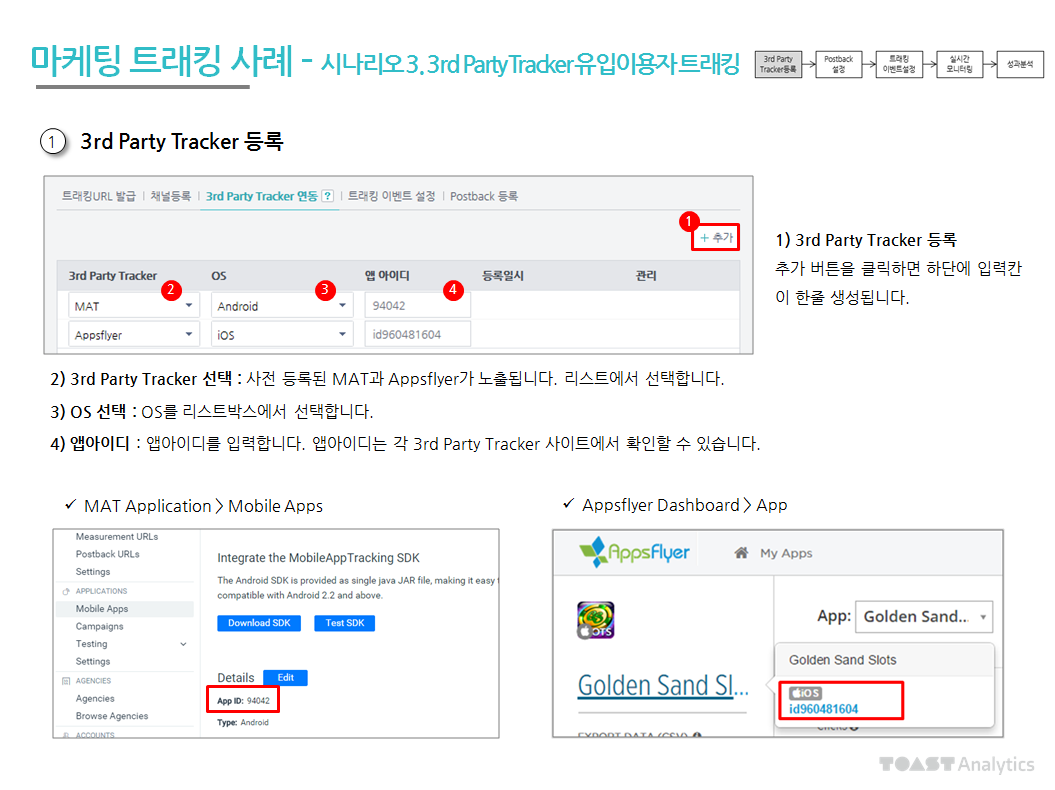 마케팅 트래킹 사례 - 시나리오 3. 3rd Party Tracker 유입이용자 트래킹
3rd Party Tracker등록
Postback 설정
트래킹 이벤트설정
실시간 모니터링
성과분석
1 3rd Party Tracker 등록
트래킹URL 발급 | 채널등록 | 3rd Party Tracker 연동 ? | 트래킹 이벤트 설정 | Postback 등록
1
+ 추가
3rd Party Tracker OS 앱 아이디 등록일시 관리
2 3 4
MAT Android 94042
Appsflyer iOS id960481604
1) 3rd Party Tracker 등록
추가 버튼을 클릭하면 하단에 입력칸
이 한줄 생성됩니다.
2) 3rd Party Tracker 선택 : 사전 등록된 MAT과 Appsflyer가 노출됩니다. 리스트에서 선택합니다.
3) OS 선택 : OS를 리스트박스에서 선택합니다.
4) 앱아이디 : 앱아이디를 입력합니다. 앱아이디는 각 3rd Party Tracker 사이트에서 확인할 수 있습니다.
✓ MAT Application > Mobile Apps
Measurement URLs
Postback URLs
Settings
APPLICATIONS
Mobile Apps
Campaigns
Testing
Settings
AGENCIES
Agencies
Browse Agencies
ACCOUNTS
Integrate the MobileAppTracking SDK
The Android SDK is provided as single java JAR file, making it easy
compatible with Android 2.2 and above.
Download SDK Test SDK
Details Edit
App ID: 94042
Type: Android
✓ Appsflyer Dashboard > App
AppsFlyer My Apps
App: Golden Sand...
Golden Sand Slots
Golden Sand Sl...
iOS
id960481604
EXPORT DATA (CSV)
Clicks
TOAST Analytics